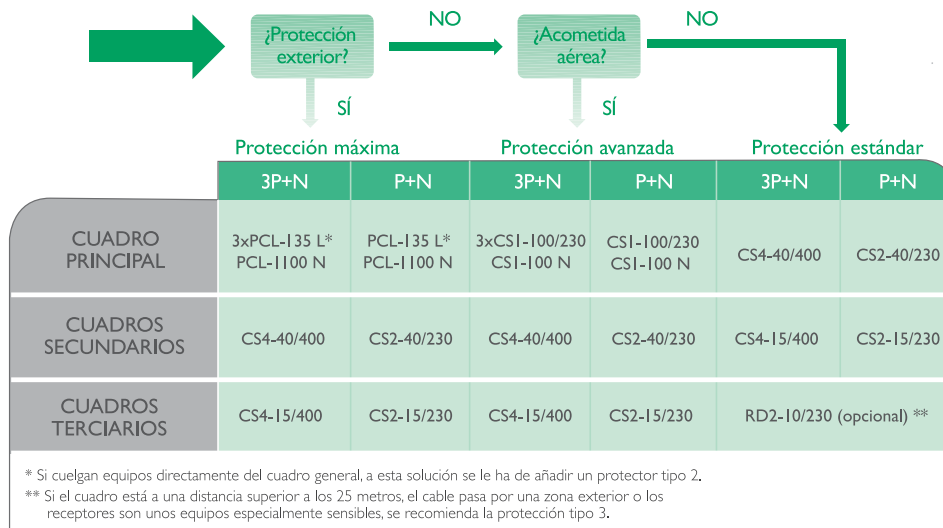 ¿Protección
exterior?
NO
¿Acometida
aérea?
NO
SÍ
SÍ
Protección máxima
Protección avanzada
Protección estándar
3P+N
P+N
3P+N
P+N
3P+N
P+N
CUADRO
PRINCIPAL
3xPCL-135 L*
PCL-1100 N
PCL-135 L*
PCL-1100 N
3xCS1-100/230
CS1-100 N
CS1-100/230
CS1-100 N
CS4-40/400
CS2-40/230
CUADROS
SECUNDARIOS
CS4-40/400
CS2-40/230
CS4-40/400
CS2-40/230
CS4-15/400
CS2-15/230
CUADROS
TERCIARIOS
CS4-15/400
CS2-15/230
CS4-15/400
CS2-15/230
RD2-10/230 (opcional) **
* Si cuelgan equipos directamente del cuadro general, a esta solución se le ha de añadir un protector tipo 2.
** Si el cuadro está a una distancia superior a los 25 metros, el cable pasa por una zona exterior o los
receptores son unos equipos especialmente sensibles, se recomienda la protección tipo 3.